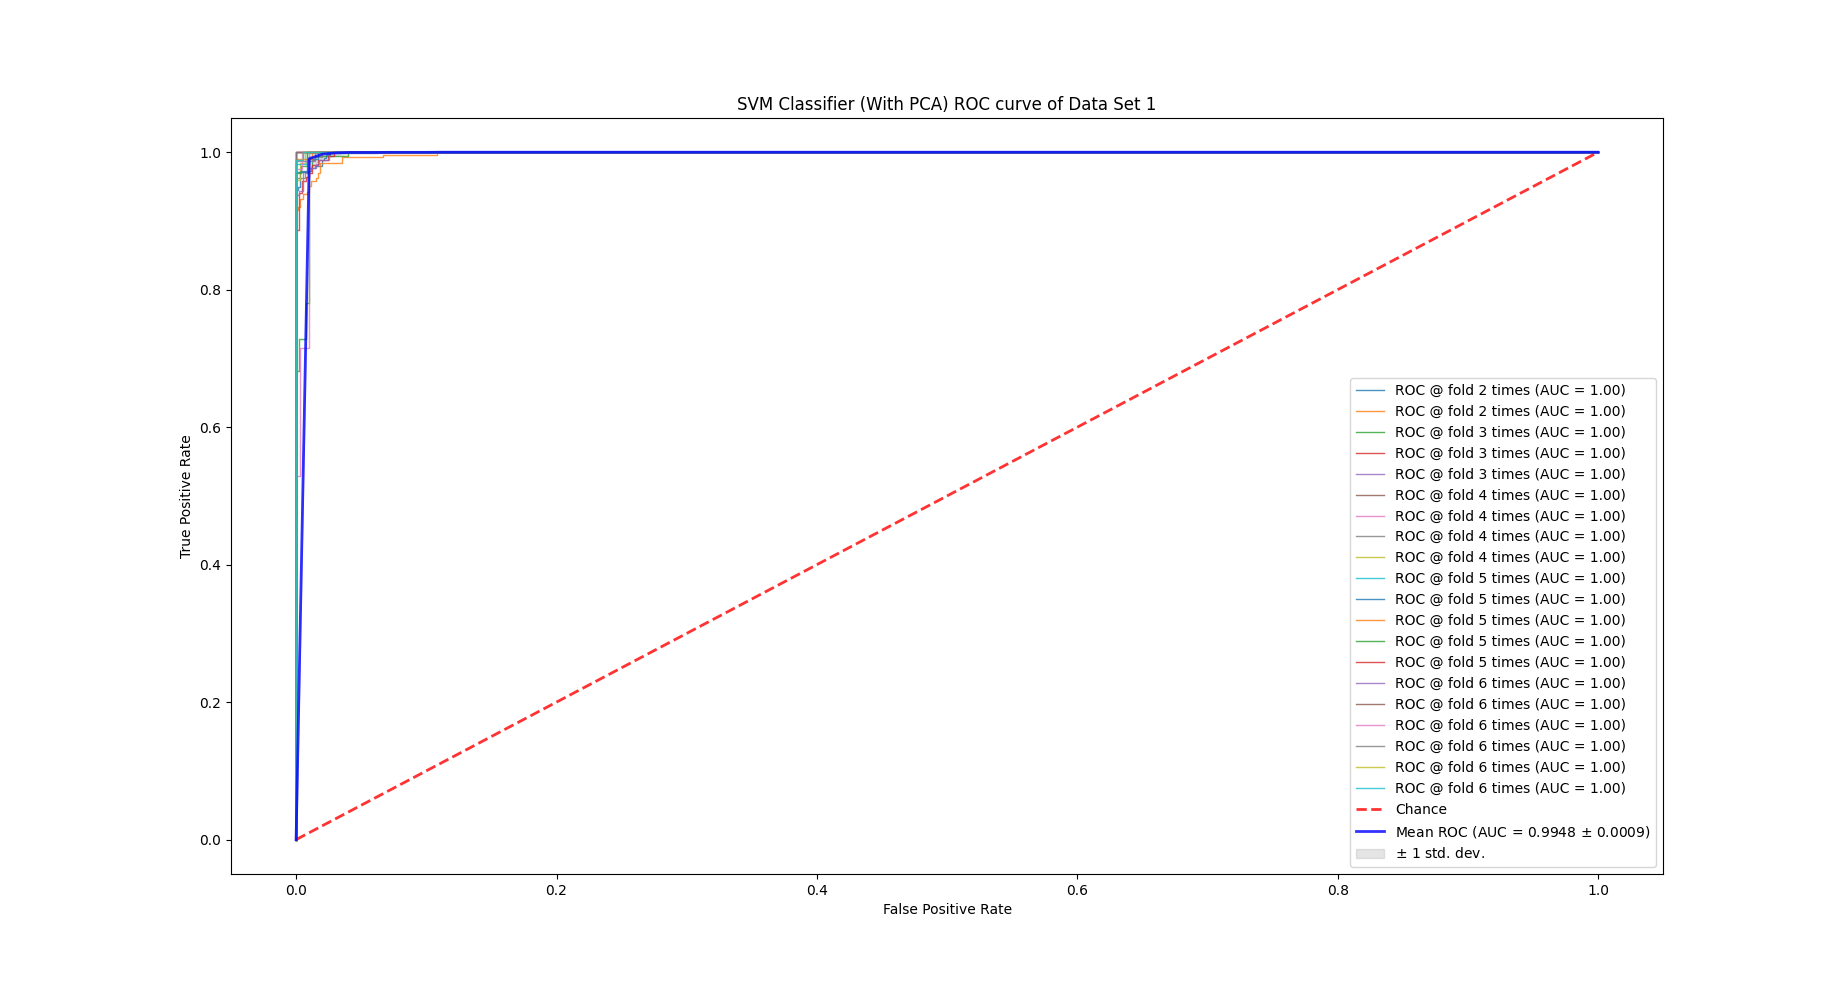 SVM Classifier (With PCA) ROC curve of Data Set 1
1.0
0.8
0.6
0.4
0.2
0.0
True Positive Rate
0.0 0.2 0.4 0.6 0.8 1.0
False Positive Rate
ROC @ fold 2 times (AUC = 1.00)
ROC @ fold 2 times (AUC = 1.00)
ROC @ fold 3 times (AUC = 1.00)
ROC @ fold 3 times (AUC = 1.00)
ROC @ fold 3 times (AUC = 1.00)
ROC @ fold 4 times (AUC = 1.00)
ROC @ fold 4 times (AUC = 1.00)
ROC @ fold 4 times (AUC = 1.00)
ROC @ fold 4 times (AUC = 1.00)
ROC @ fold 5 times (AUC = 1.00)
ROC @ fold 5 times (AUC = 1.00)
ROC @ fold 5 times (AUC = 1.00)
ROC @ fold 5 times (AUC = 1.00)
ROC @ fold 5 times (AUC = 1.00)
ROC @ fold 6 times (AUC = 1.00)
ROC @ fold 6 times (AUC = 1.00)
ROC @ fold 6 times (AUC = 1.00)
ROC @ fold 6 times (AUC = 1.00)
ROC @ fold 6 times (AUC = 1.00)
ROC @ fold 6 times (AUC = 1.00)
Chance
Mean ROC (AUC = 0.9948 ± 0.0009)
± 1 std. dev.